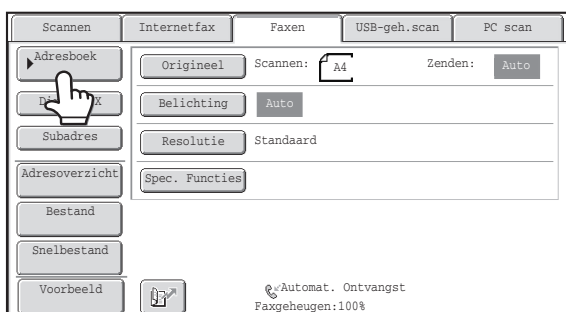 Scannen Internetfax Faxen USB-geh.scan PC scan
Adresboek
Origineel Scannen: A4 Zenden: Auto
Belichting Auto
Subadres
Resolutie Standaard
Adresoverzicht
Spec. Functies
Bestand
Snelbestand
Voorbeeld
Automat. Ontvangst
Faxgeheugen:100%